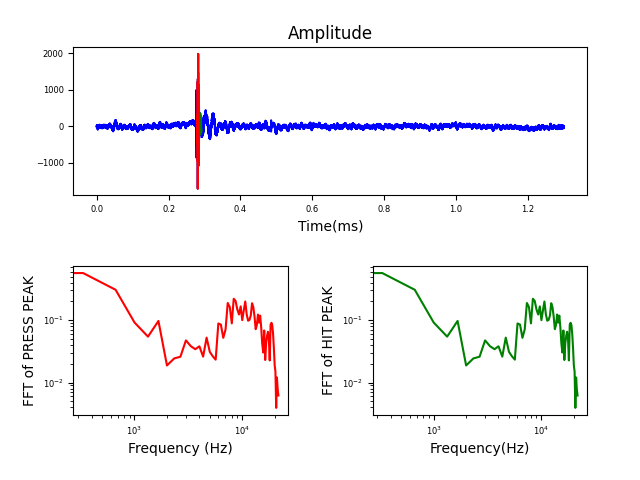 Amplitude
2000
1000
0
−1000
0.0 0.2 0.4 0.6 0.8 1.0 1.2
Time(ms)
FFT of PRESS PEAK
10⁻¹
10⁻²
10³ 10⁴
Frequency (Hz)
FFT of HIT PEAK
10⁻¹
10⁻²
10³ 10⁴
Frequency(Hz)